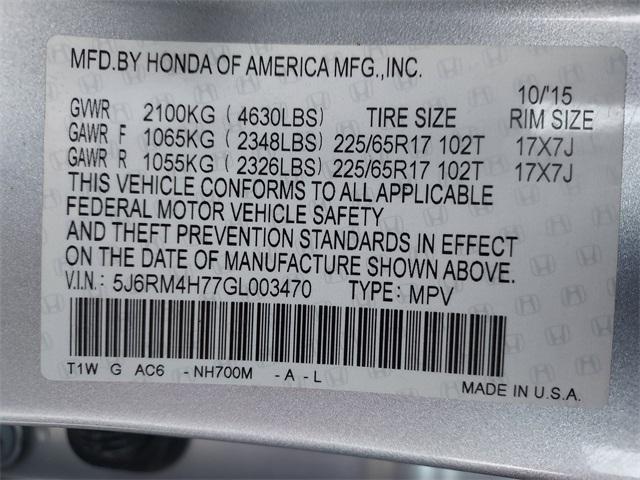 MFD.BY HONDA OF AMERICA MFG.,INC.
10/'15
GVWR 2100KG ( 4630LBS) TIRE SIZE RIM SIZE
GAWR F 1065KG ( 2348LBS) 225/65R17 102T 17X7J
GAWR R 1055KG ( 2326LBS) 225/65R17 102T 17X7J
THIS VEHICLE CONFORMS TO ALL APPLICABLE
FEDERAL MOTOR VEHICLE SAFETY
AND THEFT PREVENTION STANDARDS IN EFFECT
ON THE DATE OF MANUFACTURE SHOWN ABOVE.
V.I.N.: 5J6RM4H77GL003470 TYPE: MPV
T1W G AC6 - NH700M - A - L
MADE IN U.S.A.